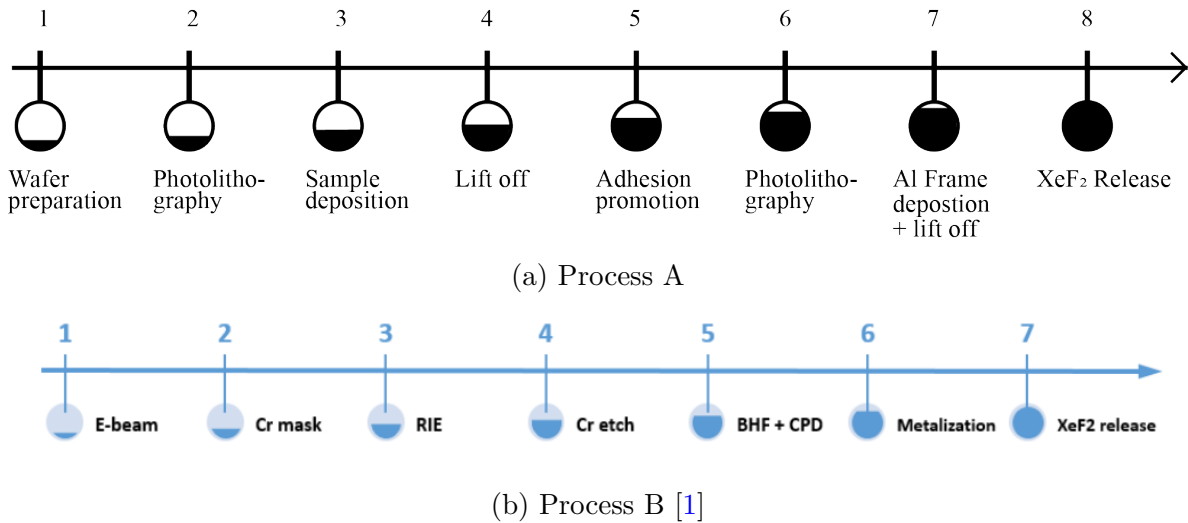 1 2 3 4 5 6 7 8
Wafer preparation
Photolitho-
graphy
Sample
deposition
Lift off
Adhesion
promotion
Photolitho-
graphy
Al Frame
depostion
+ lift off
XeF₂ Release
(a) Process A
1 2 3 4 5 6 7
E-beam Cr mask RIE Cr etch BHF + CPD Metalization XeF2 release
(b) Process B [1]